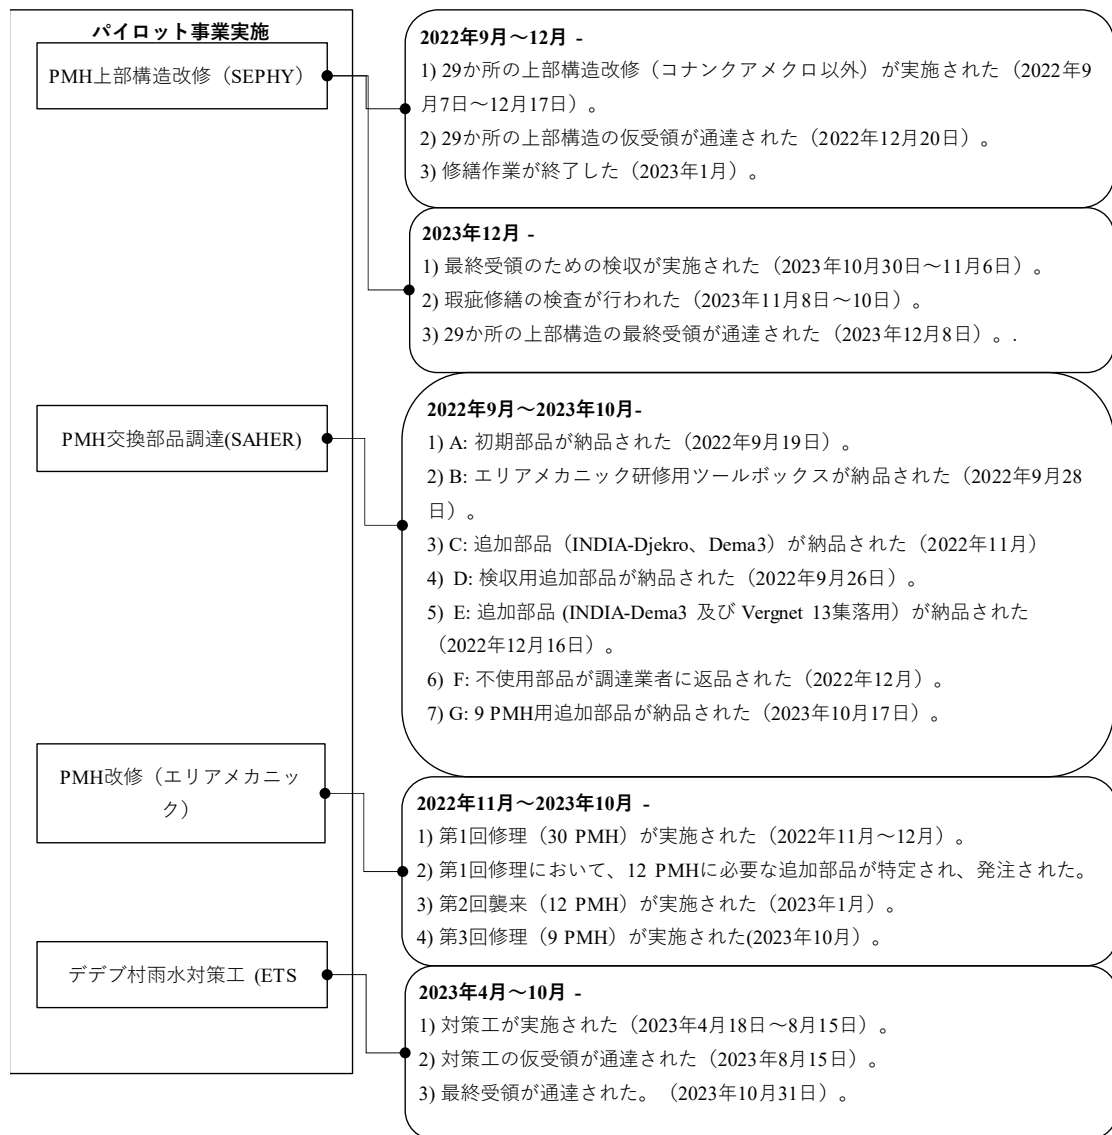 パイロット事業実施
PMH上部構造改修（SEPHY）
2022年9月～12月 -
1) 29か所の上部構造改修（コナンクアメクロ以外）が実施された（2022年9
月7日～12月17日）。
2) 29か所の上部構造の仮受領が通達された（2022年12月20日）。
3) 修繕作業が終了した（2023年1月）。
2023年12月 -
1) 最終受領のための検収が実施された（2023年10月30日～11月6日）。
2) 瑕疵修繕の検査が行われた（2023年11月8日～10日）。
3) 29か所の上部構造の最終受領が通達された（2023年12月8日）。.
PMH交換部品調達(SAHER)
2022年9月～2023年10月-
1) A: 初期部品が納品された（2022年9月19日）。
2) B: エリアメカニック研修用ツールボックスが納品された（2022年9月28
日）。
3) C: 追加部品（INDIA-Djekro、Dema3）が納品された（2022年11月）
4) D: 検収用追加部品が納品された（2022年9月26日）。
5) E: 追加部品 (INDIA-Dema3 及び Vergnet 13集落用）が納品された
（2022年12月16日）。
6) F: 不使用部品が調達業者に返品された（2022年12月）。
7) G: 9 PMH用追加部品が納品された（2023年10月17日）。
PMH改修（エリアメカニッ
ク）
2022年11月～2023年10月 -
1) 第1回修理（30 PMH）が実施された（2022年11月～12月）。
2) 第1回修理において、12 PMHに必要な追加部品が特定され、発注された。
3) 第2回襲来（12 PMH）が実施された（2023年1月）。
4) 第3回修理（9 PMH）が実施された(2023年10月）。
デデブ村雨水対策工 (ETS
2023年4月～10月 -
1) 対策工が実施された（2023年4月18日～8月15日）。
2) 対策工の仮受領が通達された（2023年8月15日）。
3) 最終受領が通達された。（2023年10月31日）。